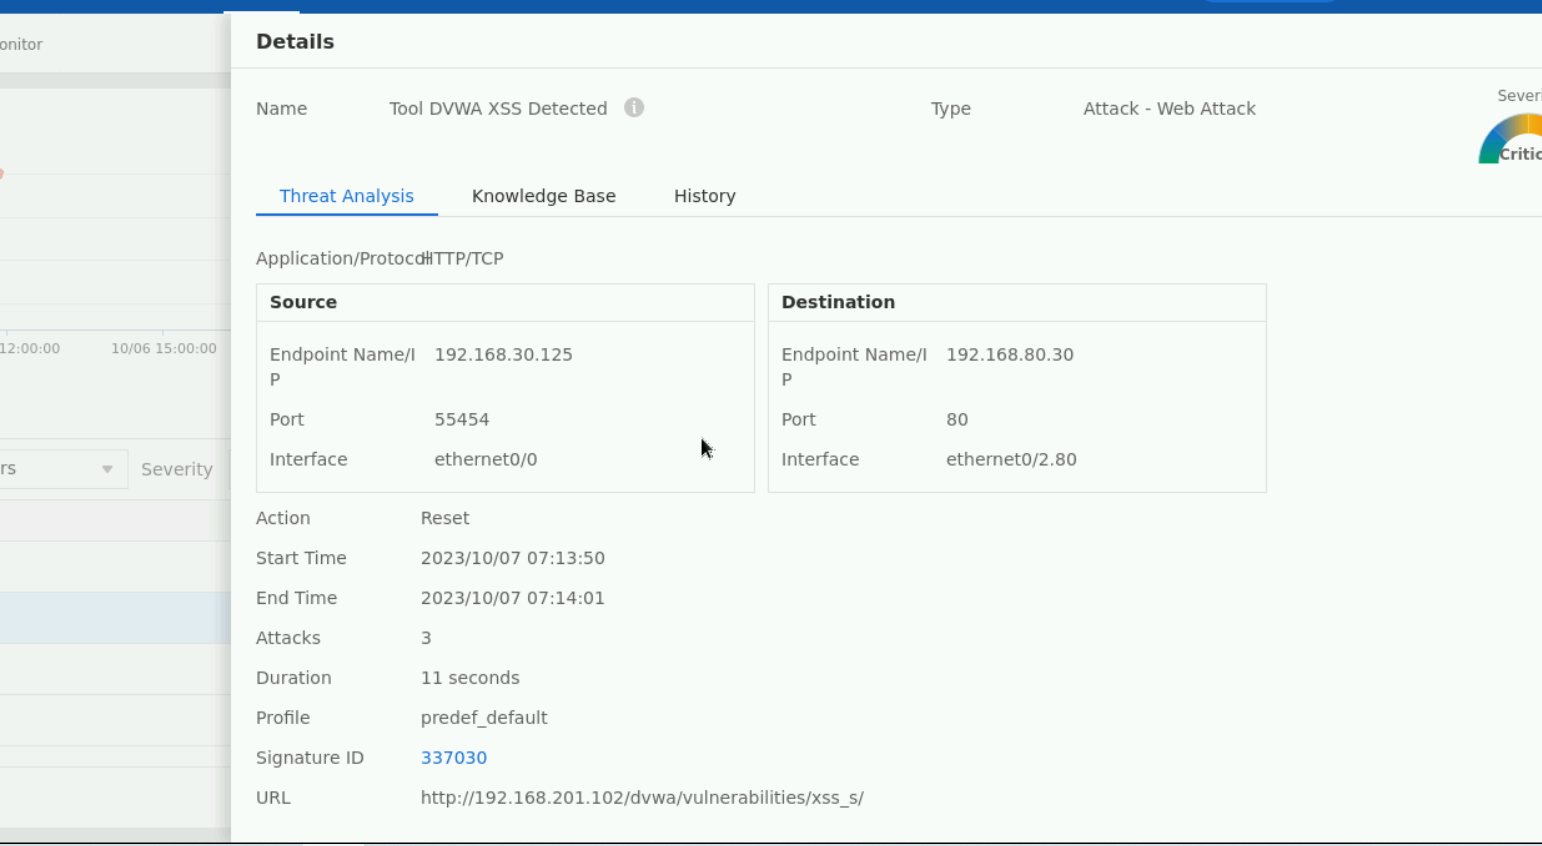 onitor
Details
Name Tool DVWA XSS Detected Type Attack - Web Attack
Threat Analysis Knowledge Base History
Application/Protocol HTTP/TCP
Source
Endpoint Name/I 192.168.30.125
P
Port 55454
Interface ethernet0/0
Destination
Endpoint Name/I 192.168.80.30
P
Port 80
Interface ethernet0/2.80
Action Reset
Start Time 2023/10/07 07:13:50
End Time 2023/10/07 07:14:01
Attacks 3
Duration 11 seconds
Profile predef_default
Signature ID 337030
URL http://192.168.201.102/dvwa/vulnerabilities/xss_s/
Severi
Critic
12:00:00 10/06 15:00:00
rs Severity